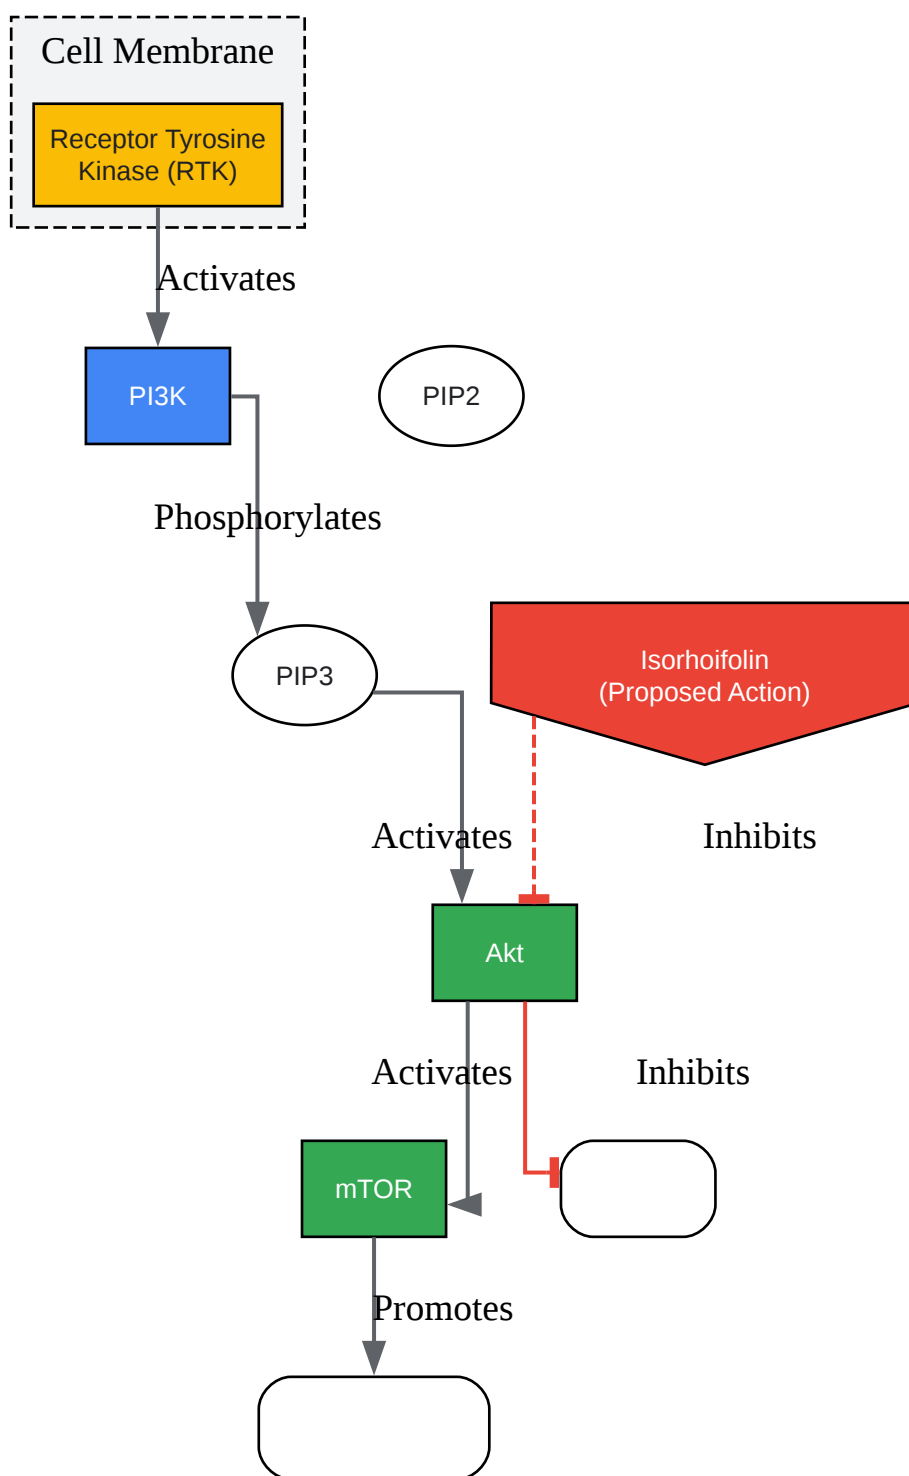 Cell Membrane
Receptor Tyrosine
Kinase (RTK)
Activates
PI3K
PIP2
Phosphorylates
Isorhoifolin
(Proposed Action)
PIP3
Activates
Inhibits
Akt
Activates
Inhibits
mTOR
Promotes